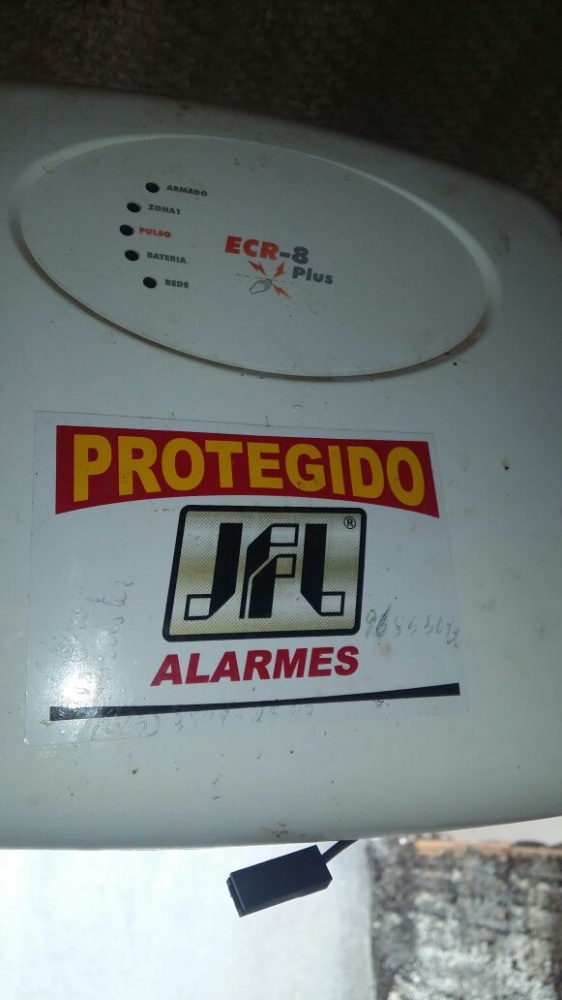 ARMADO
ZONA1
PULSO
BATERIA
REDE
ECR-8
Plus
PROTEGIDO
JFL®
ALARMES